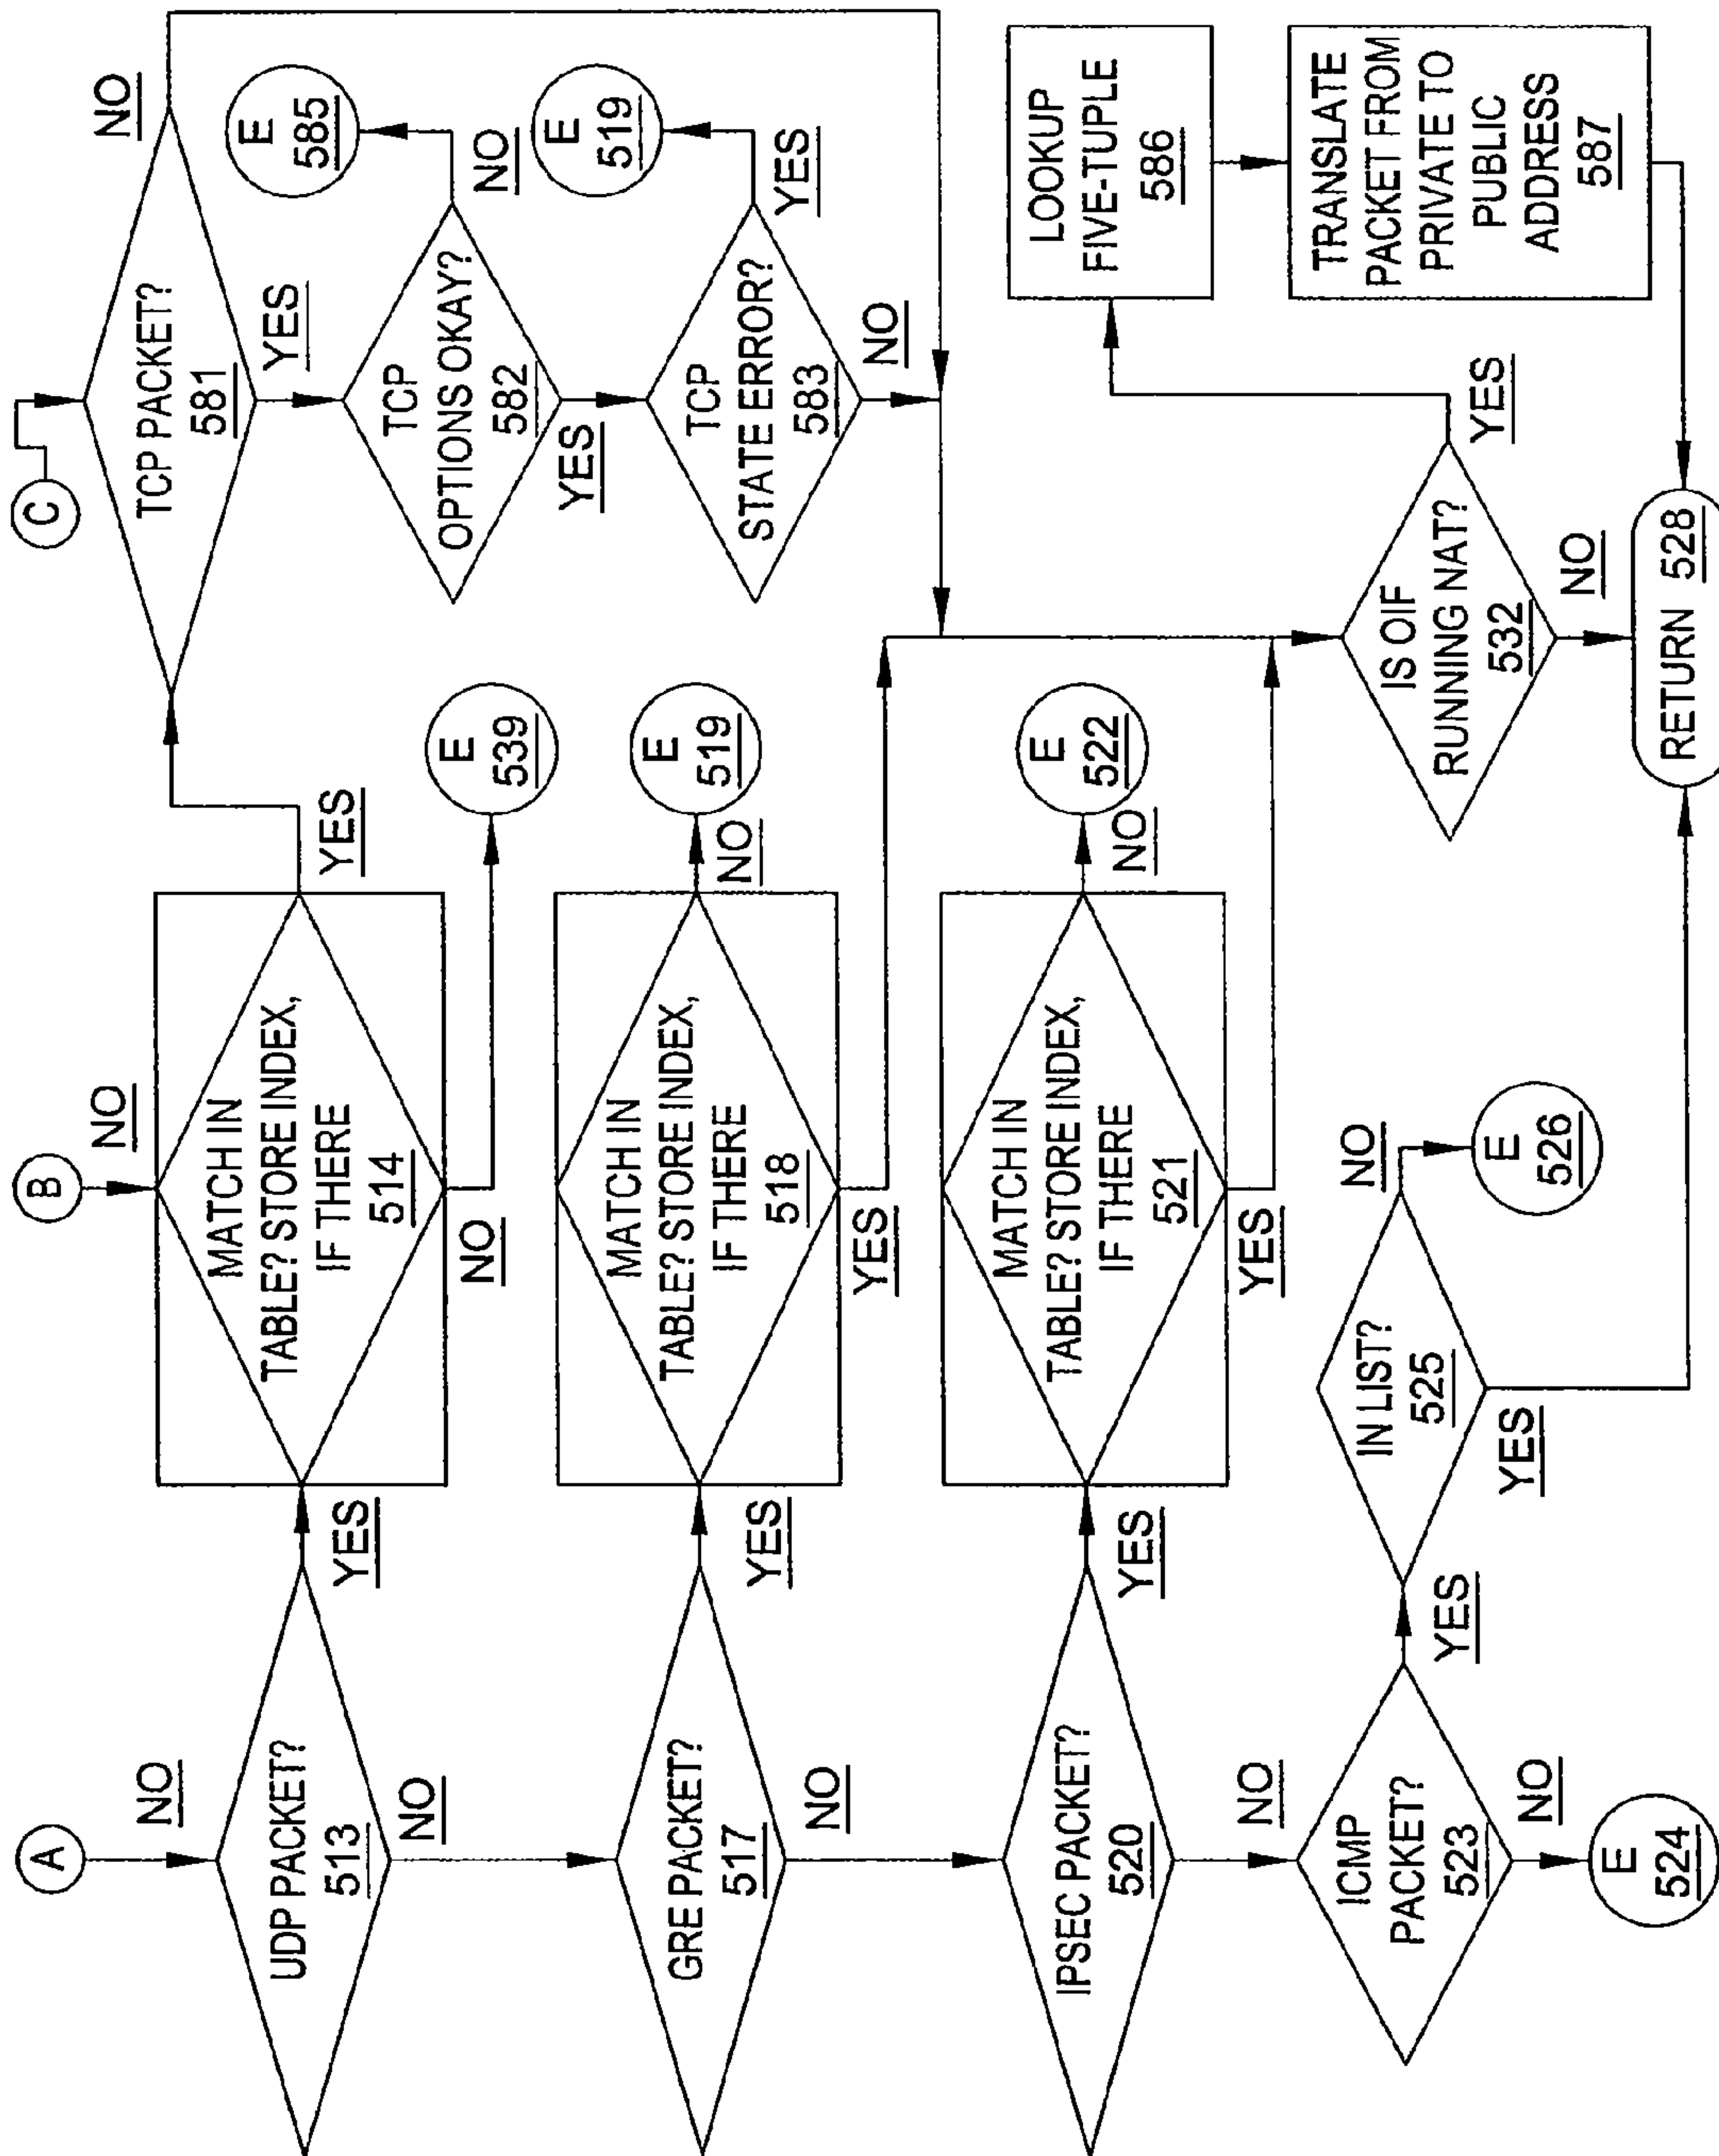 A
NO
UDP PACKET?
513
YES
NO
GRE PACKET?
517
YES
NO
IPSEC PACKET?
520
YES
NO
ICMP
PACKET?
523
YES
NO
E
524
B
NO
MATCH IN
TABLE? STORE INDEX,
IF THERE
514
YES
NO
E
539
MATCH IN
TABLE? STORE INDEX,
IF THERE
518
NO
E
519
YES
MATCH IN
TABLE? STORE INDEX,
IF THERE
521
NO
E
522
YES
IN LIST?
525
NO
E
526
YES
C
TCP PACKET?
581
NO
YES
TCP
OPTIONS OKAY?
582
NO
E
585
YES
TCP
STATE ERROR?
583
YES
E
519
NO
IS OIF
RUNNING NAT?
532
YES
NO
LOOKUP
FIVE-TUPLE
586
TRANSLATE
PACKET FROM
PRIVATE TO
PUBLIC
ADDRESS
587
RETURN 528